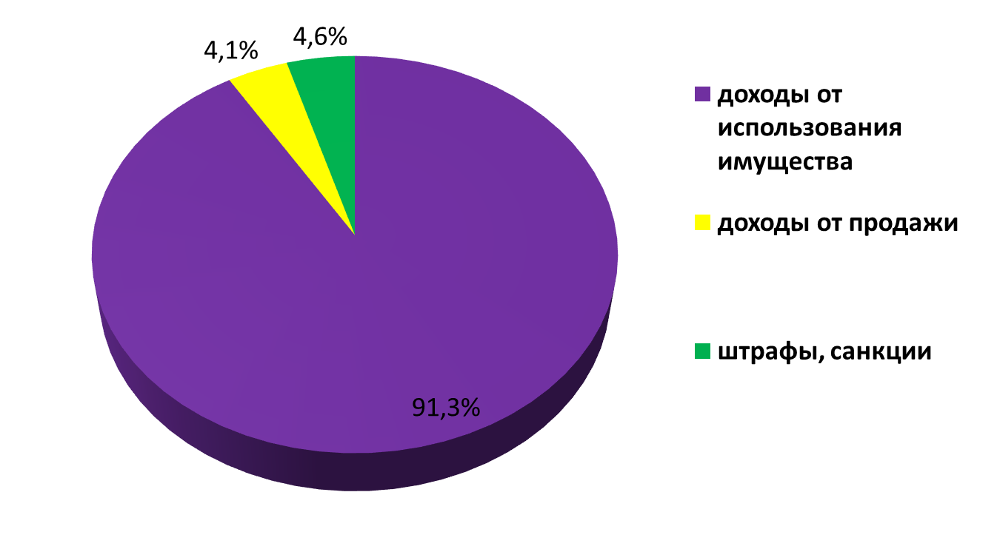 4,1%
4,6%
91,3%
доходы от
использования
имущества
доходы от продажи
штрафы, санкции